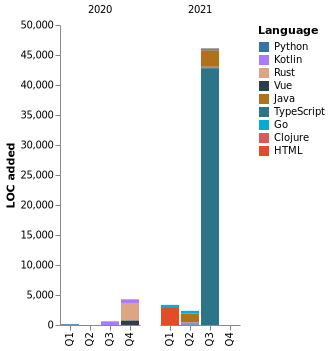 2020
2021
LOC added
50,000
45,000
40,000
35,000
30,000
25,000
20,000
15,000
10,000
5,000
0
Q1
Q2
Q3
Q4
Q1
Q2
Q3
Q4
Language
Python
Kotlin
Rust
Vue
Java
TypeScript
Go
Clojure
HTML